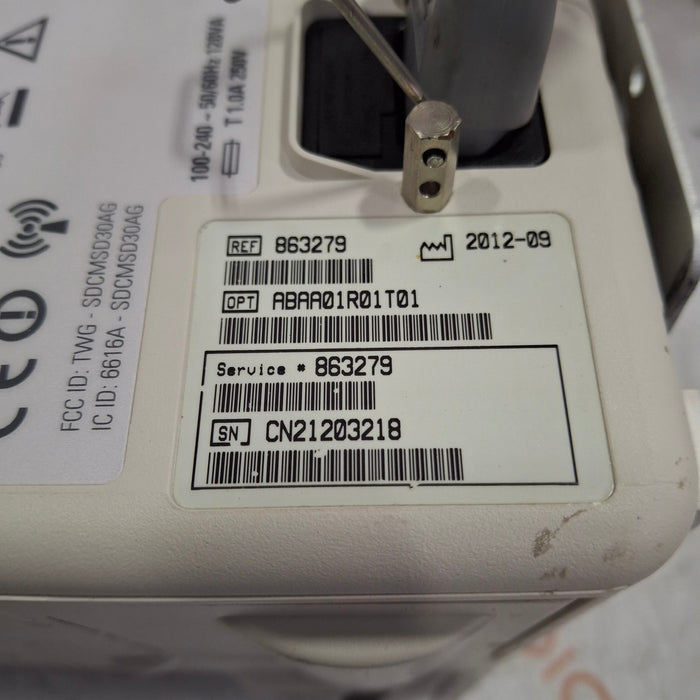 100-240 ~ 50/60Hz 120VA
T 1.0A 250V
FCC ID: TWG - SDCMSD30AG
IC ID: 6616A - SDCMSD30AG
CE
REF 863279
2012-09
OPT ABAA01R01T01
Service # 863279
SN CN21203218